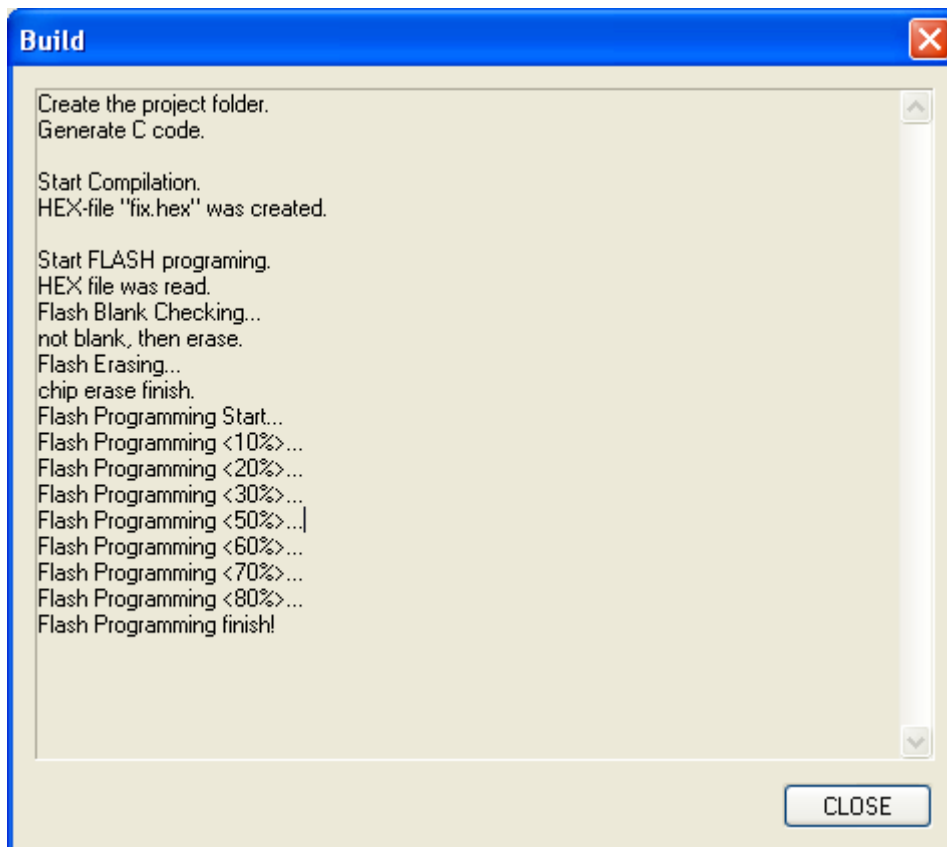 Build
Create the project folder.
Generate C code.
Start Compilation.
HEX-file "fix.hex" was created.
Start FLASH programing.
HEX file was read.
Flash Blank Checking...
not blank, then erase.
Flash Erasing...
chip erase finish.
Flash Programming Start...
Flash Programming <10%>...
Flash Programming <20%>...
Flash Programming <30%>...
Flash Programming <50%>...
Flash Programming <60%>...
Flash Programming <70%>...
Flash Programming <80%>...
Flash Programming finish!
CLOSE